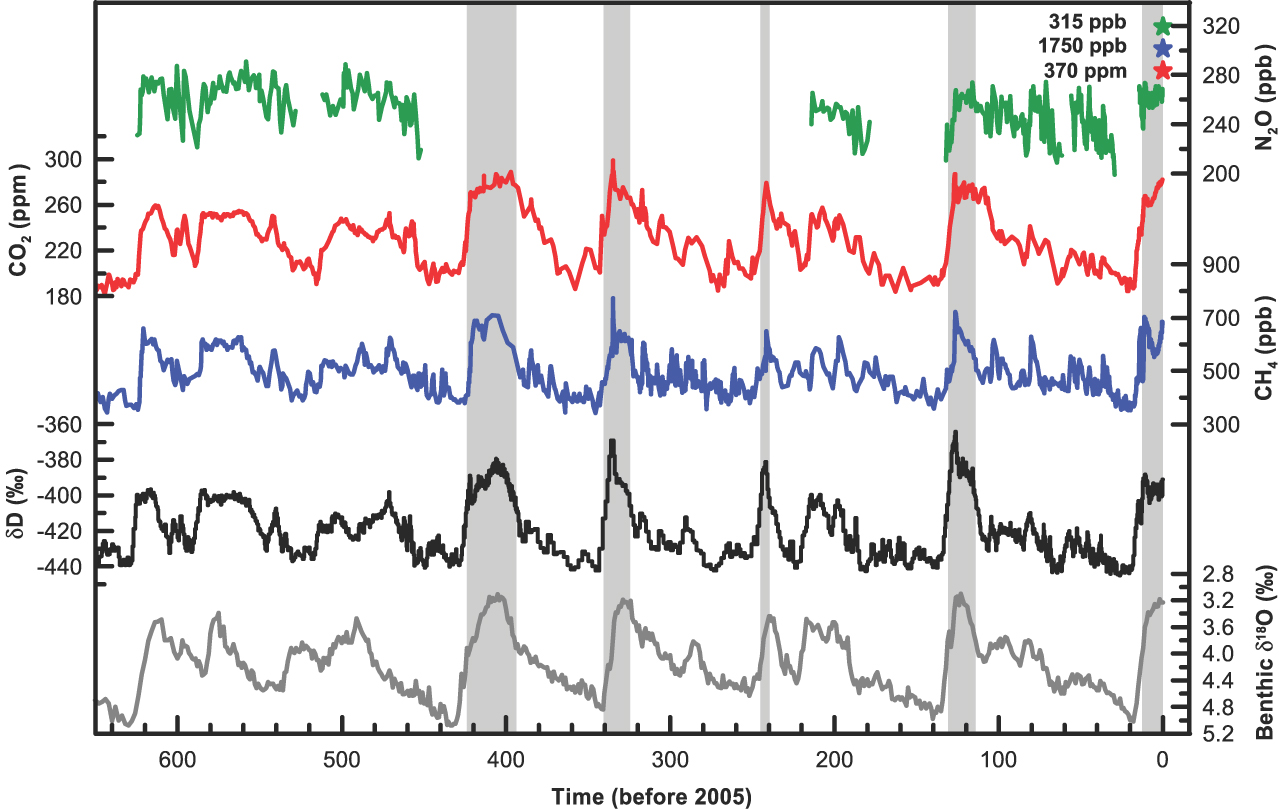 315 ppb
1750 ppb
370 ppm
320
280
240
200
N₂O (ppb)
300
260
220
180
CO₂ (ppm)
900
700
500
300
CH₄ (ppb)
-360
-380
-400
-420
-440
δD (‰)
2.8
3.2
3.6
4.0
4.4
4.8
5.2
Benthic δ¹⁸O (‰)
600 500 400 300 200 100 0
Time (before 2005)